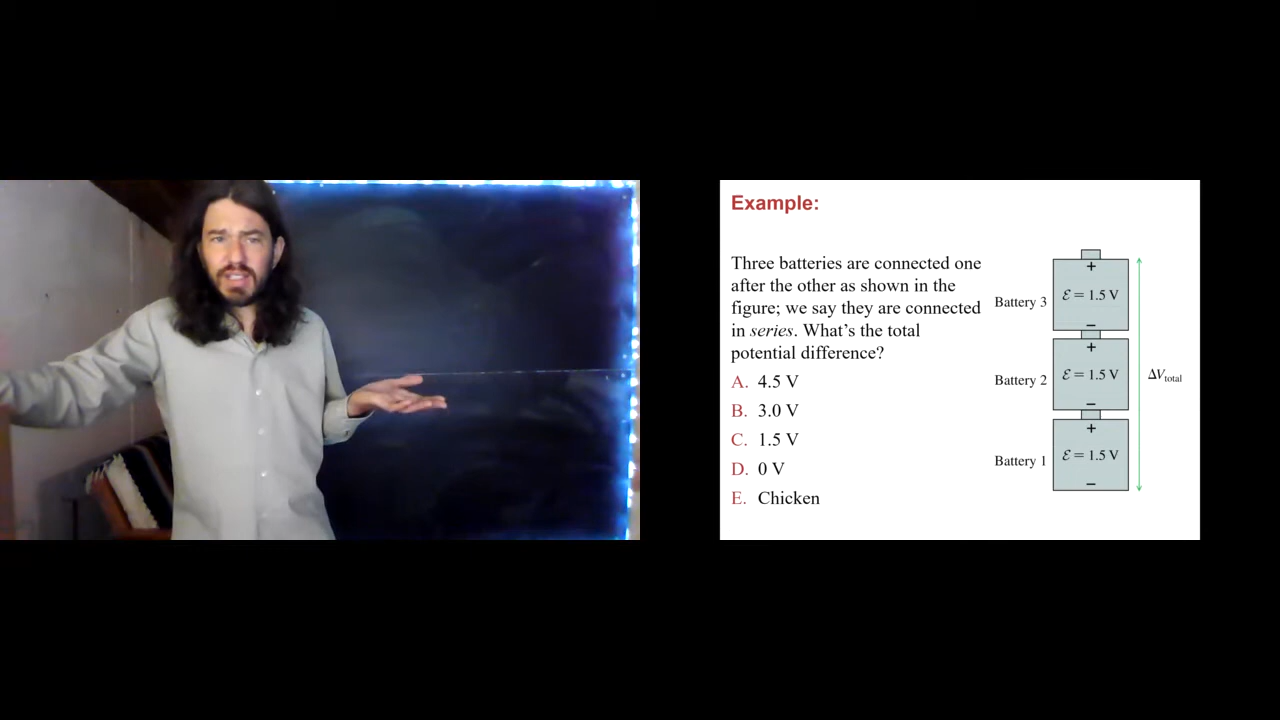 Example:
Three batteries are connected one
after the other as shown in the
figure; we say they are connected
in series. What's the total
potential difference?
A. 4.5 V
B. 3.0 V
C. 1.5 V
D. 0 V
E. Chicken
+
Battery 3
ℰ = 1.5 V
–
+
Battery 2
ℰ = 1.5 V
–
+
Battery 1
ℰ = 1.5 V
–
ΔVtotal